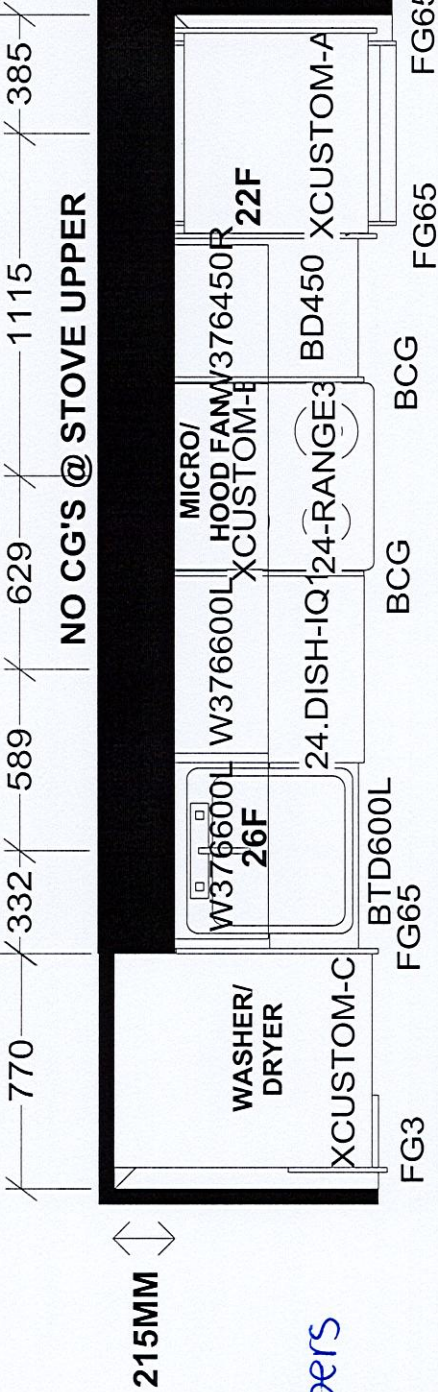 770
332
589
629
1115
385
NO CG'S @ STOVE UPPER
215MM
WASHER/
DRYER
XCUSTOM-C
FG3
W376600L
26F
BTD600L
FG65
W376600L
24.DISH-IQ1
BCG
MICRO/
HOOD FAN
XCUSTOM-B
24-RANGE3
BCG
W376450R
BD450
22F
XCUSTOM-A
FG65
FG65